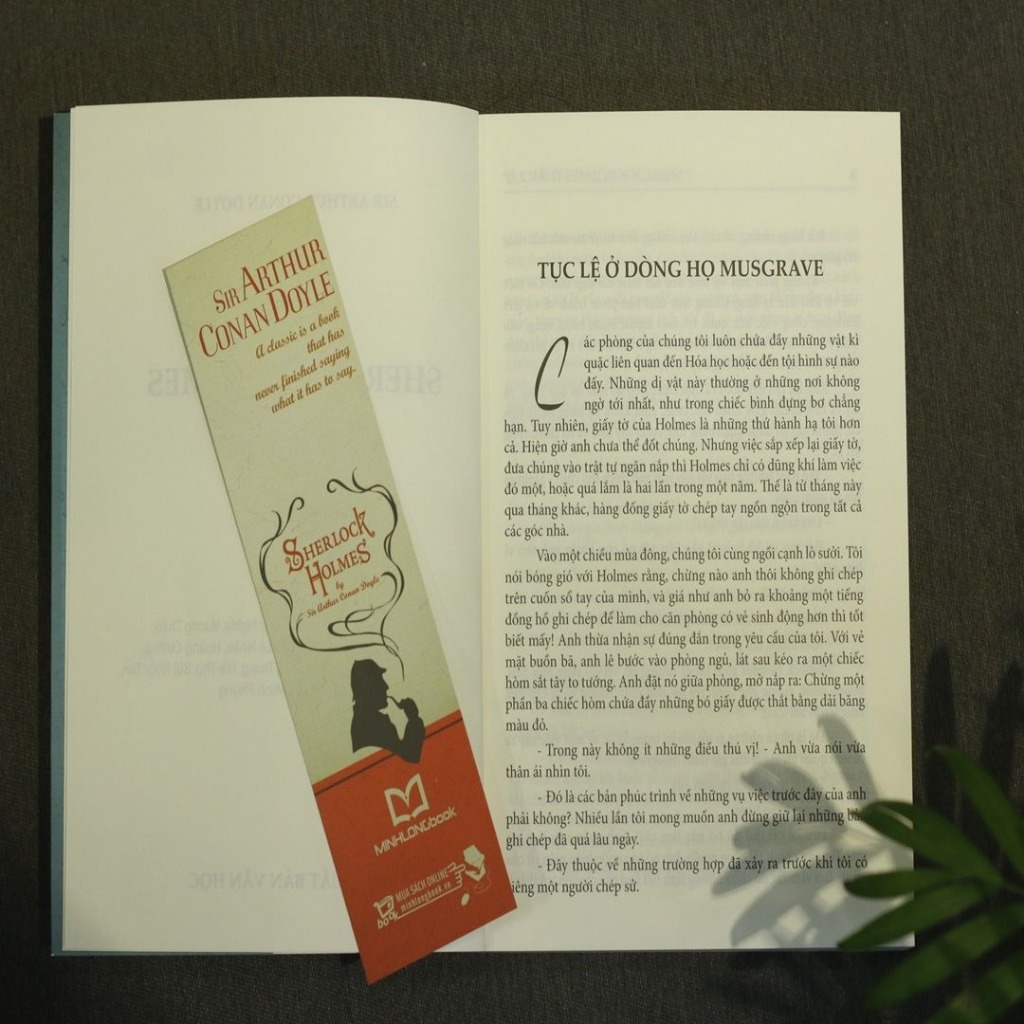 SIR ARTHUR
CONAN DOYLE
A classic is a book
that has
never finished saying
what it has to say.
SHERLOCK
HOLMES
by
Sir Arthur Conan Doyle
MINHLONGbook
MUA SÁCH ONLINE
minhlongbook.vn
book
TỤC LỆ Ở DÒNG HỌ MUSGRAVE
Các phòng của chúng tôi luôn chứa đầy những vật kì
quặc liên quan đến Hóa học hoặc đến tội hình sự nào
đấy. Những dị vật này thường ở những nơi không
ngờ tới nhất, như trong chiếc bình đựng bơ chẳng
hạn. Tuy nhiên, giấy tờ của Holmes là những thứ hành hạ tôi hơn
cả. Hiện giờ anh chưa thể đốt chúng. Nhưng việc sắp xếp lại giấy tờ,
đưa chúng vào trật tự ngăn nắp thì Holmes chỉ có dũng khí làm việc
đó một, hoặc quá lắm là hai lần trong một năm. Thế là từ tháng này
qua tháng khác, hàng đống giấy tờ chép tay ngồn ngộn trong tất cả
các góc nhà.
Vào một chiều mùa đông, chúng tôi cùng ngồi cạnh lò sưởi. Tôi
nói bóng gió với Holmes rằng, chừng nào anh thôi không ghi chép
trên cuốn sổ tay của mình, và giá như anh bỏ ra khoảng một tiếng
đồng hồ ghi chép để làm cho căn phòng có vẻ sinh động hơn thì tốt
biết mấy! Anh thừa nhận sự đúng đắn trong yêu cầu của tôi. Với vẻ
mặt buồn bã, anh lê bước vào phòng ngủ, lát sau kéo ra một chiếc
hòm sắt tây to tướng. Anh đặt nó giữa phòng, mở nắp ra: Chừng một
phần ba chiếc hòm chứa đầy những bó giấy được thắt bằng dải băng
màu đỏ.
- Trong này không ít những điều thú vị! - Anh vừa nói vừa
thân ái nhìn tôi.
- Đó là các bản phúc trình về những vụ việc trước đây của anh
phải không? Nhiều lần tôi mong muốn anh đừng giữ lại những
ghi chép đã quá lâu ngày.
- Đây thuộc về những trường hợp đã xảy ra trước khi tôi có
riêng một người chép sử.